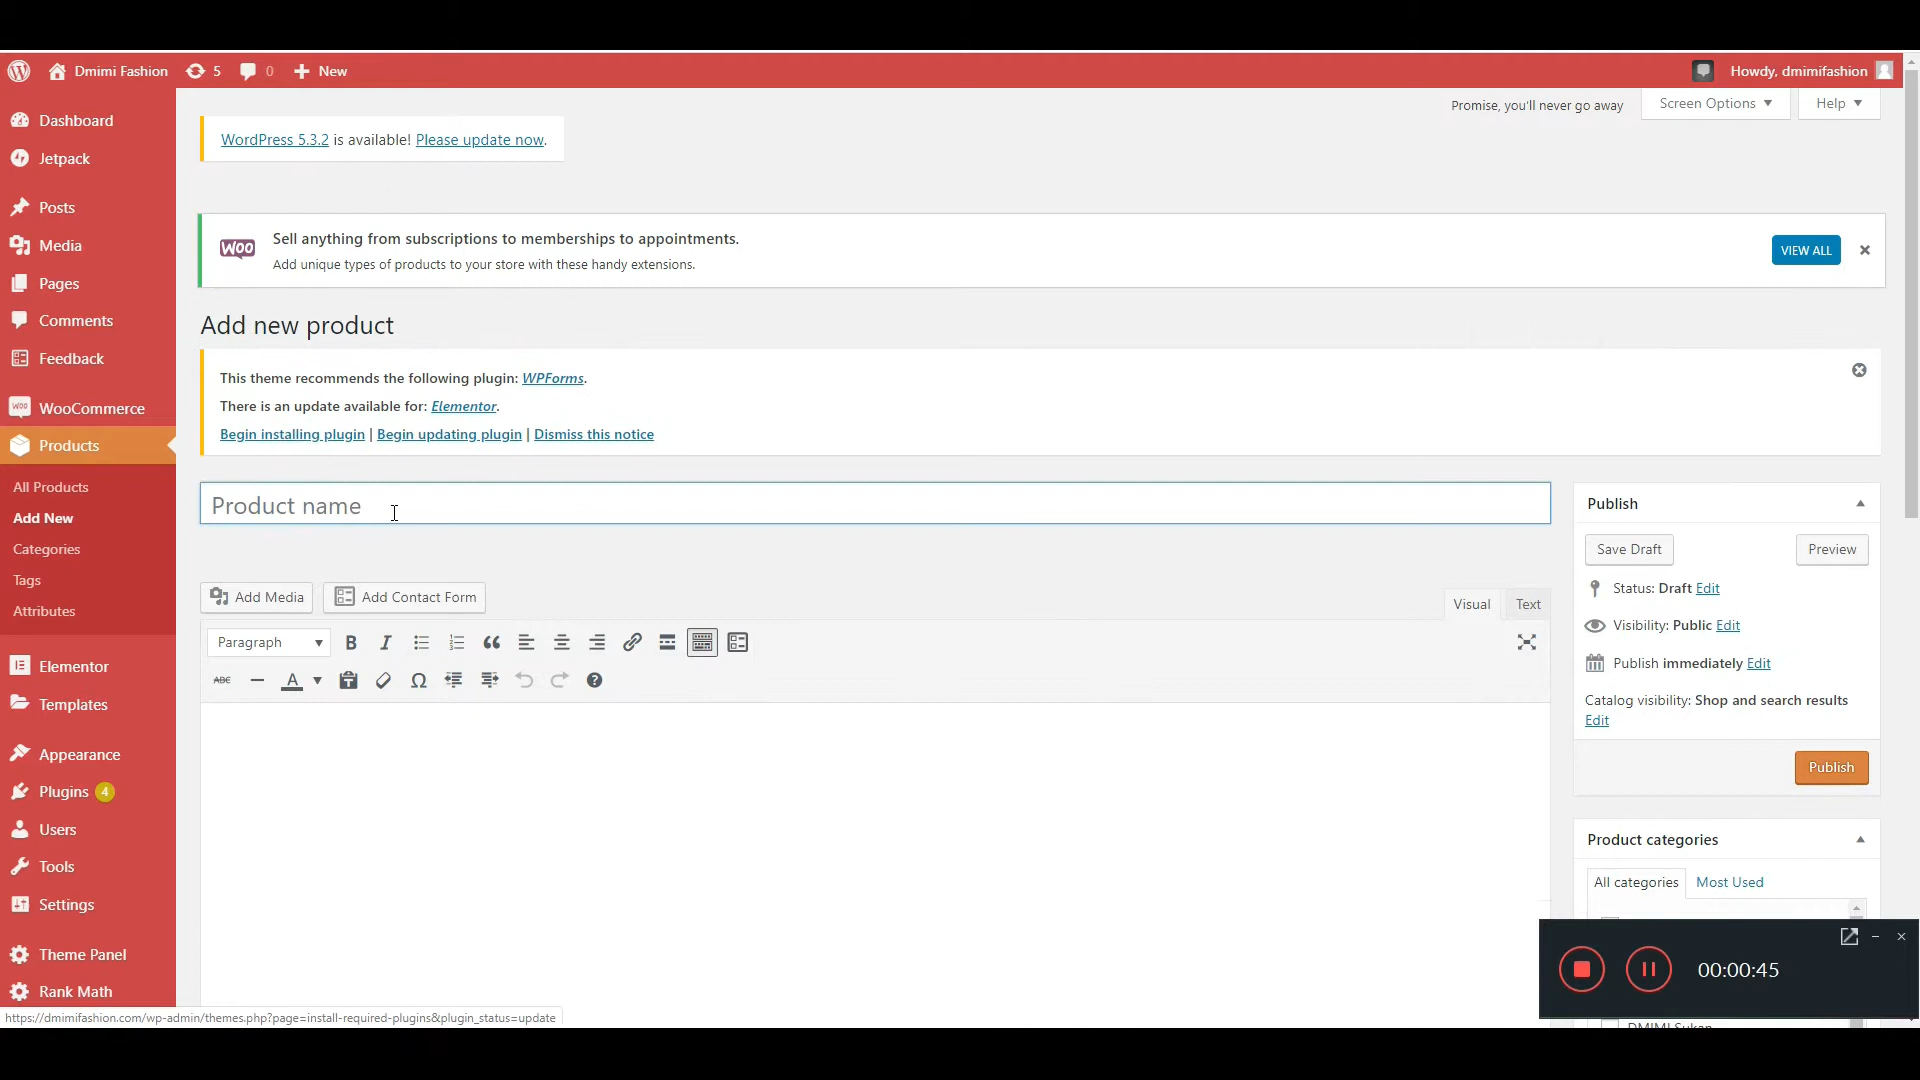 Dmimi Fashion
5
0
New
Howdy, dmimifashion
Promise, you'll never go away
Screen Options
Help
Dashboard
Jetpack
Posts
Media
Pages
Comments
Feedback
WOO
WooCommerce
Products
All Products
Add New
Categories
Tags
Attributes
Elementor
Templates
Appearance
Plugins 4
Users
Tools
Settings
Theme Panel
Rank Math
WordPress 5.3.2 is available! Please update now.
WOO
Sell anything from subscriptions to memberships to appointments.
Add unique types of products to your store with these handy extensions.
VIEW ALL
Add new product
This theme recommends the following plugin: WPForms.
There is an update available for: Elementor.
Begin installing plugin | Begin updating plugin | Dismiss this notice
Product name
Add Media
Add Contact Form
Visual
Text
Paragraph
B
I
ABC
A
Ω
Publish
Save Draft
Preview
Status: Draft Edit
Visibility: Public Edit
Publish immediately Edit
Catalog visibility: Shop and search results
Edit
Publish
Product categories
All categories
Most Used
00:00:45
DMIMI Sukan
https://dmimifashion.com/wp-admin/themes.php?page=install-required-plugins&plugin_status=update